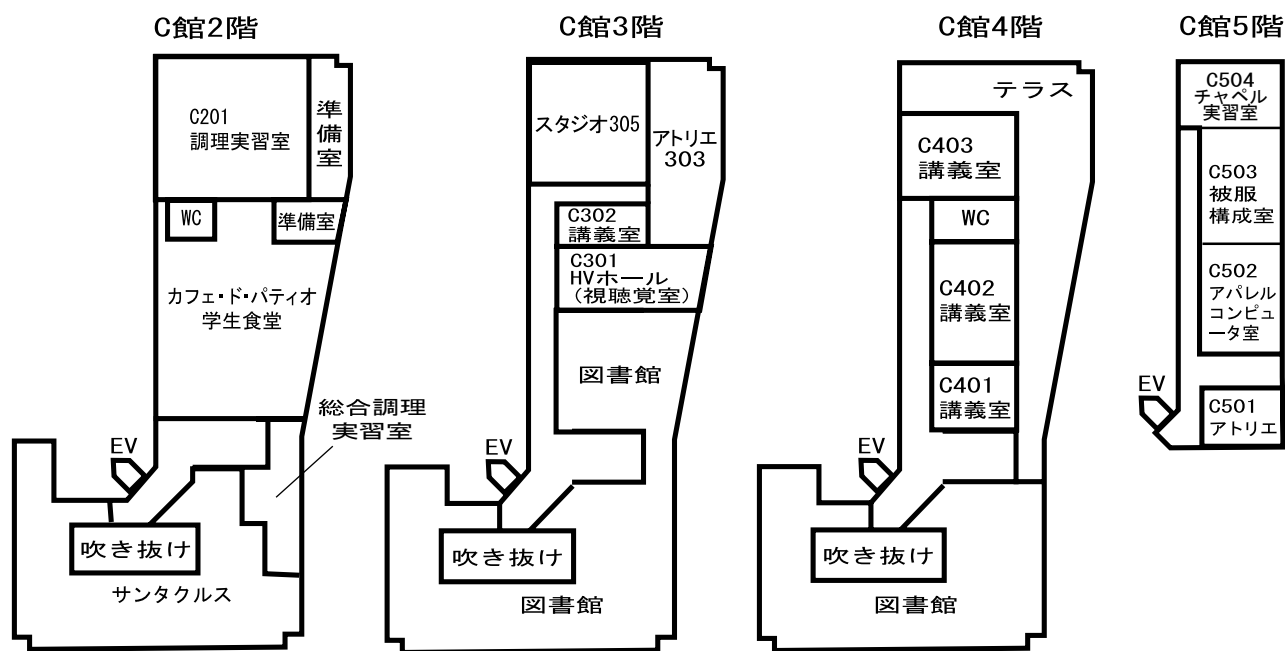 C館2階
C201
調理実習室
準
備
室
WC
準備室
カフェ・ド・パティオ
学生食堂
総合調理
実習室
EV
吹き抜け
サンタクルス
C館3階
スタジオ305
アトリエ
303
C302
講義室
C301
HVホール
(視聴覚室)
図書館
EV
吹き抜け
図書館
C館4階
テラス
C403
講義室
WC
C402
講義室
C401
講義室
EV
吹き抜け
図書館
C館5階
C504
チャペル
実習室
C503
被服
構成室
C502
アパレル
コンピュ
ータ室
EV
C501
アトリエ